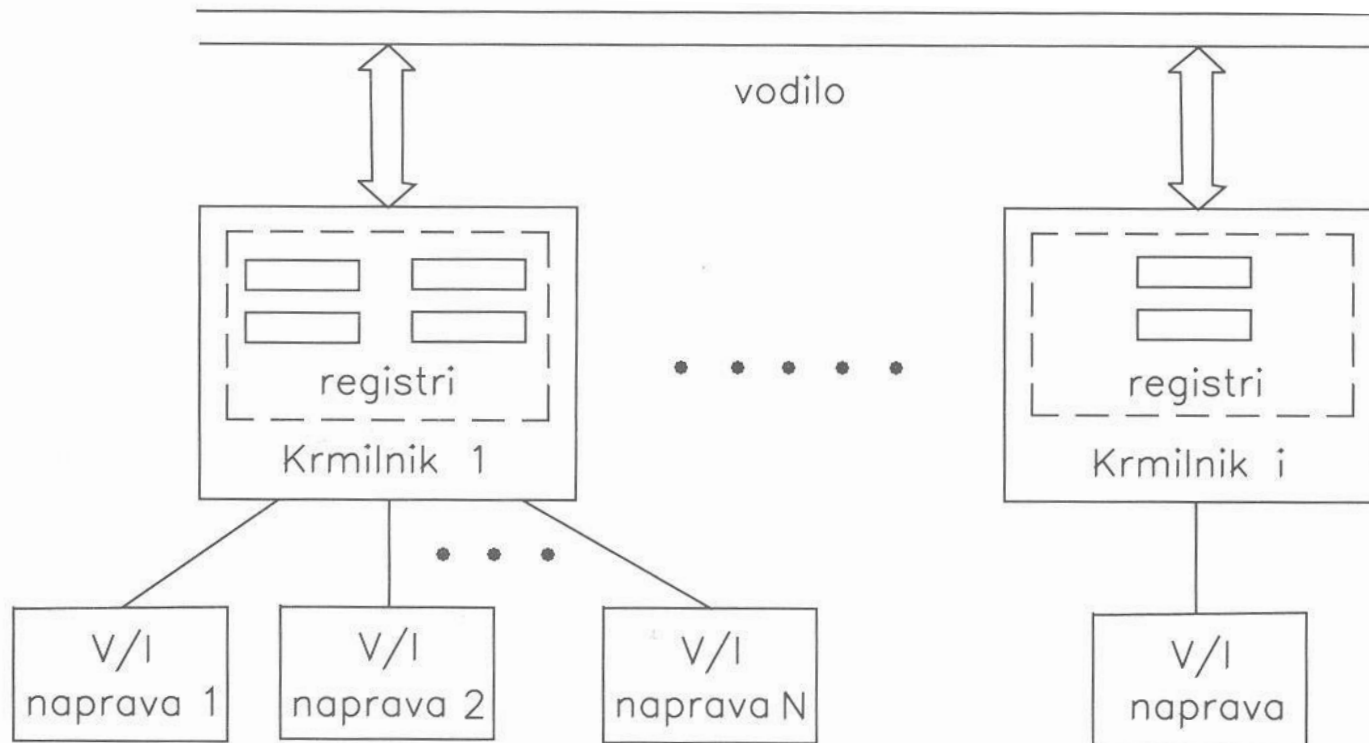 vodilo
registri
Krmilnik 1
registri
Krmilnik i
V/I
naprava 1
V/I
naprava 2
V/I
naprava N
V/I
naprava